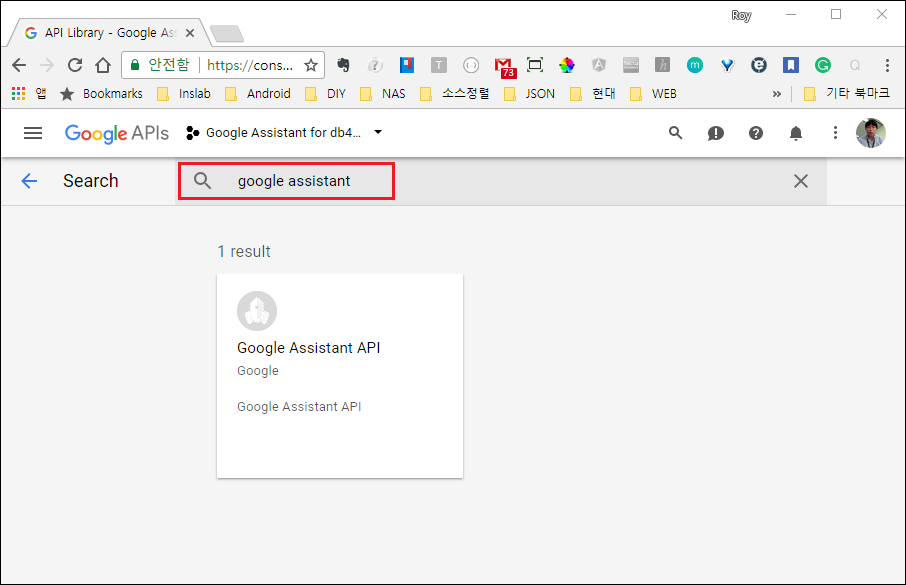 Roy
API Library - Google Ass
안전함 https://cons...
73
앱 Bookmarks Inslab Android DIY NAS 소스정렬 JSON 현대 WEB » 기타 북마크
Google APIs Google Assistant for db4...
Search google assistant
1 result
Google Assistant API
Google
Google Assistant API